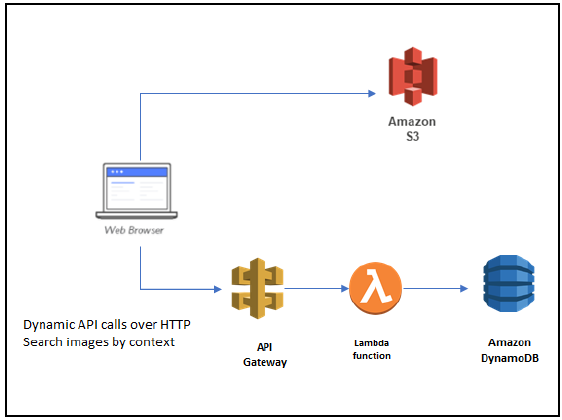 Amazon
S3
Web Browser
Dynamic API calls over HTTP
Search images by context
API
Gateway
Lambda
function
Amazon
DynamoDB